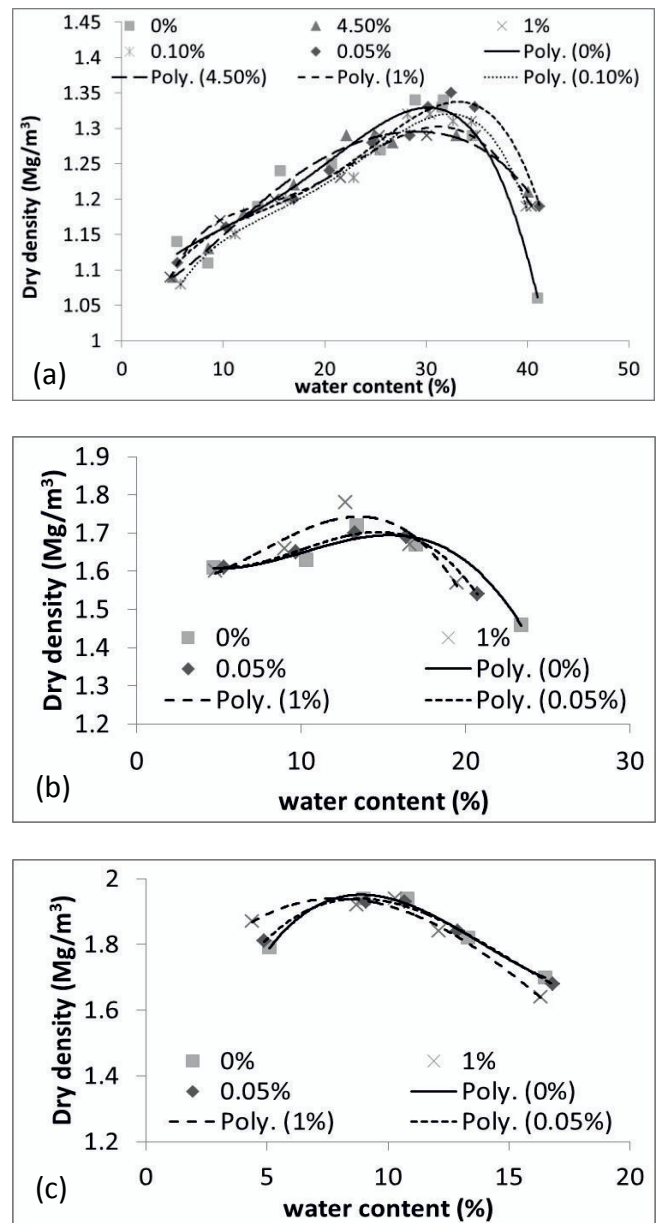 1.45
0% 4.50% 1%
1.4
0.10% 0.05% Poly. (0%)
Poly. (4.50%) Poly. (1%) Poly. (0.10%)
1.35
1.3
1.25
1.2
1.15
1.1
1.05
1
Dry density (Mg/m³)
0 10 20 30 40 50
water content (%)
(a)
1.9
1.8
1.7
1.6
1.5
1.4
1.3
1.2
Dry density (Mg/m³)
0% 1%
0.05% Poly. (0%)
Poly. (1%) Poly. (0.05%)
0 10 20 30
water content (%)
(b)
2
1.8
1.6
1.4
1.2
Dry density (Mg/m³)
0% 1%
0.05% Poly. (0%)
Poly. (1%) Poly. (0.05%)
0 5 10 15 20
water content (%)
(c)